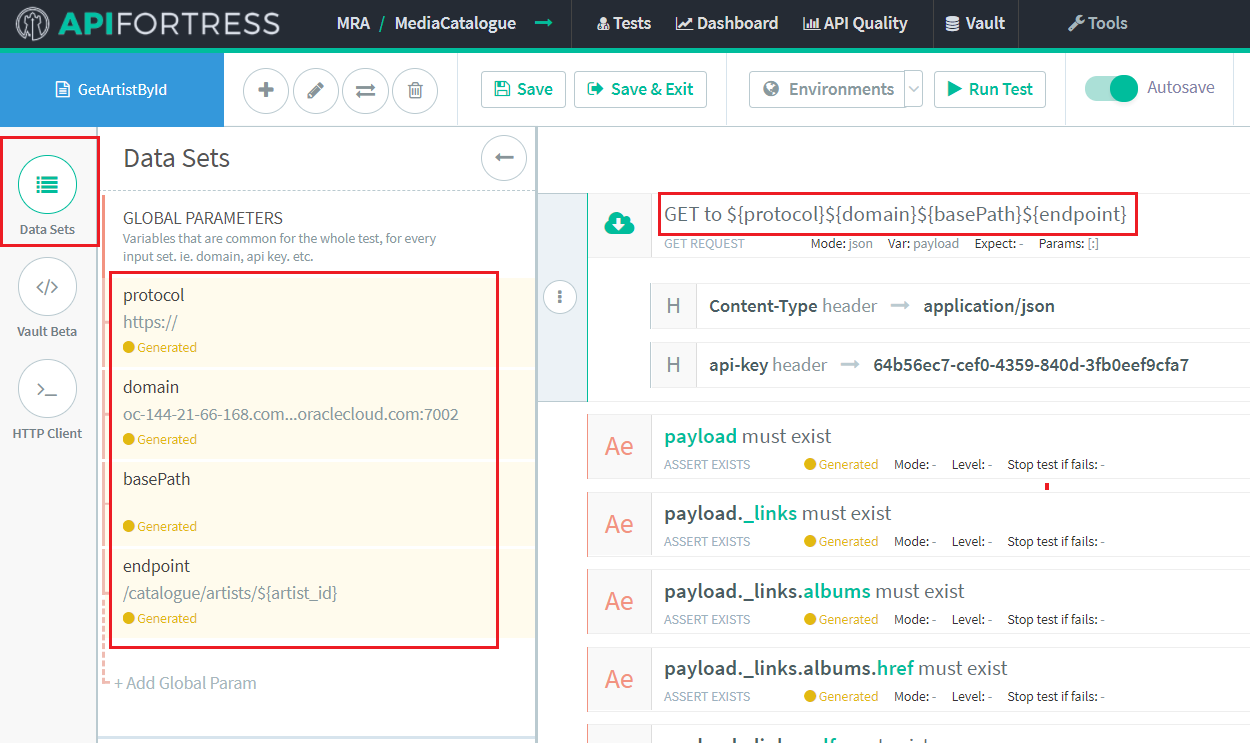 APIFORTRESS
MRA / MediaCatalogue →
Tests
Dashboard
API Quality
Vault
Tools
GetArtistById
Save
Save & Exit
Environments
Run Test
Autosave
Data Sets
Vault Beta
HTTP Client
Data Sets
GLOBAL PARAMETERS
Variables that are common for the whole test, for every
input set. ie. domain, api key. etc.
protocol
https://
Generated
domain
oc-144-21-66-168.com...oraclecloud.com:7002
Generated
basePath
Generated
endpoint
/catalogue/artists/${artist_id}
Generated
+ Add Global Param
GET to ${protocol}${domain}${basePath}${endpoint}
GET REQUEST Mode: json Var: payload Expect: - Params: [:]
H Content-Type header → application/json
H api-key header → 64b56ec7-cef0-4359-840d-3fb0eef9cfa7
Ae payload must exist
ASSERT EXISTS Generated Mode: - Level: - Stop test if fails: -
Ae payload._links must exist
ASSERT EXISTS Generated Mode: - Level: - Stop test if fails: -
Ae payload._links.albums must exist
ASSERT EXISTS Generated Mode: - Level: - Stop test if fails: -
Ae payload._links.albums.href must exist
ASSERT EXISTS Generated Mode: - Level: - Stop test if fails: -